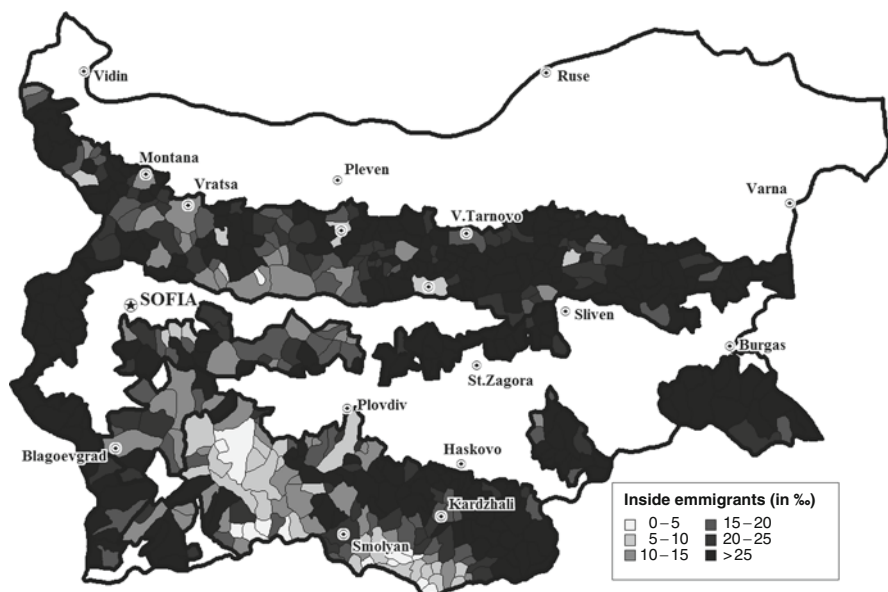 Vidin
Ruse
Montana
Pleven
Vratsa
Varna
V.Tarnovo
SOFIA
Sliven
Burgas
St.Zagora
Plovdiv
Blagoevgrad
Haskovo
Kardzhali
Smolyan
Inside emmigrants (in ‰)
0–5 15–20
5–10 20–25
10–15 >25